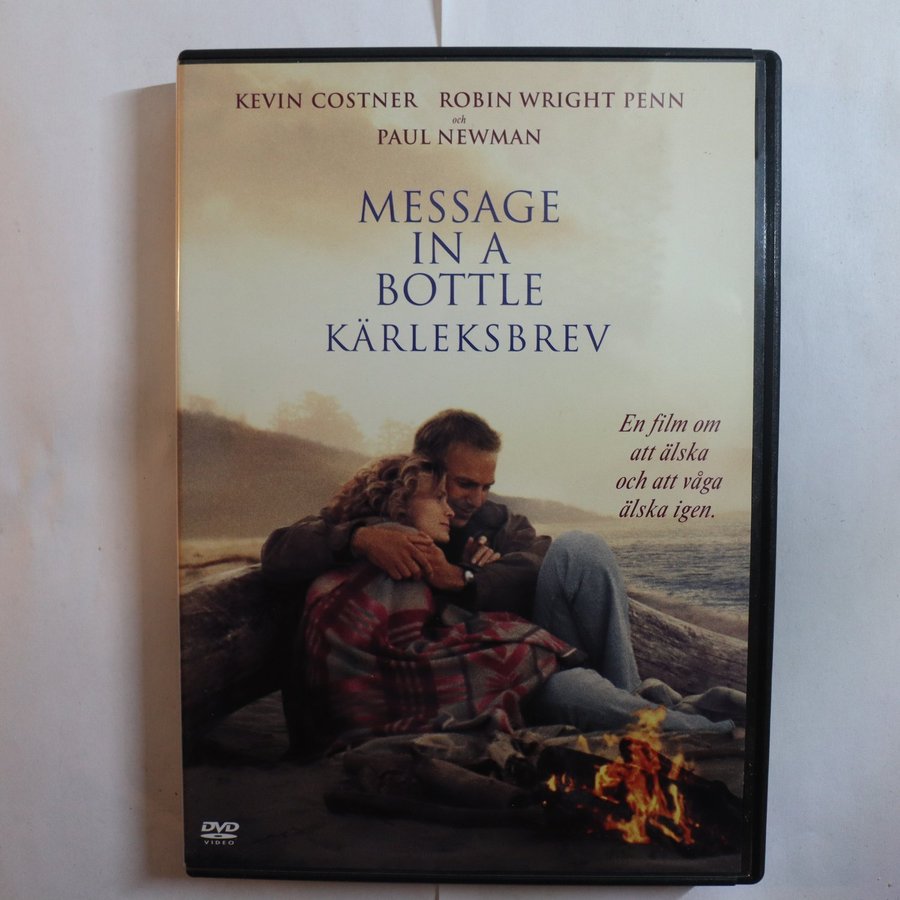 KEVIN COSTNER ROBIN WRIGHT PENN
och
PAUL NEWMAN
MESSAGE
IN A
BOTTLE
KÄRLEKSBREV
En film om
att älska
och att våga
älska igen.
DVD
VIDEO